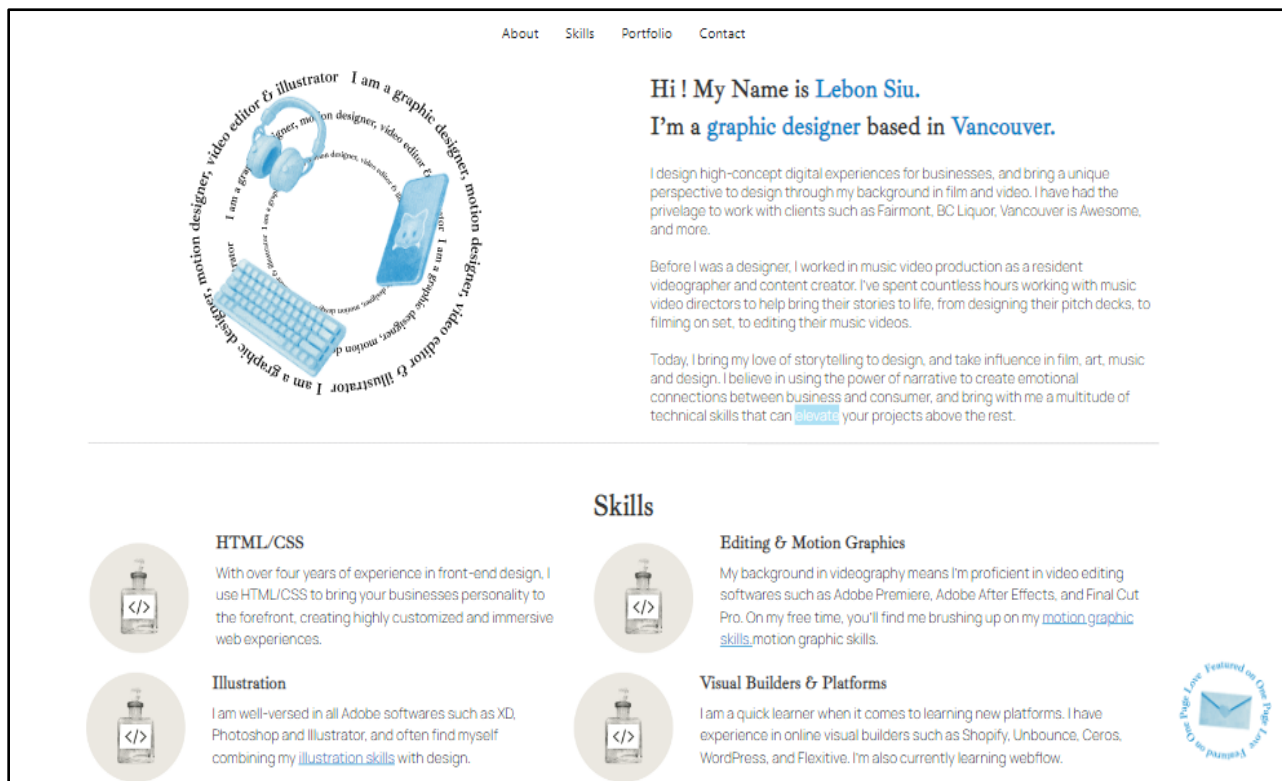 About Skills Portfolio Contact
I am a graphic designer, motion designer, video editor & illustrator I am a graphic designer, motion designer, video editor & illustrator
Hi ! My Name is Lebon Siu.
I'm a graphic designer based in Vancouver.
I design high-concept digital experiences for businesses, and bring a unique
perspective to design through my background in film and video. I have had the
privelage to work with clients such as Fairmont, BC Liquor, Vancouver is Awesome,
and more.
Before I was a designer, I worked in music video production as a resident
videographer and content creator. I've spent countless hours working with music
video directors to help bring their stories to life, from designing their pitch decks, to
filming on set, to editing their music videos.
Today, I bring my love of storytelling to design, and take influence in film, art, music
and design. I believe in using the power of narrative to create emotional
connections between business and consumer, and bring with me a multitude of
technical skills that can elevate your projects above the rest.
Skills
</>
HTML/CSS
With over four years of experience in front-end design, I
use HTML/CSS to bring your businesses personality to
the forefront, creating highly customized and immersive
web experiences.
</>
Editing & Motion Graphics
My background in videography means I'm proficient in video editing
softwares such as Adobe Premiere, Adobe After Effects, and Final Cut
Pro. On my free time, you'll find me brushing up on my motion graphic
skills.motion graphic skills.
</>
Illustration
I am well-versed in all Adobe softwares such as XD,
Photoshop and Illustrator, and often find myself
combining my illustration skills with design.
</>
Visual Builders & Platforms
I am a quick learner when it comes to learning new platforms. I have
experience in online visual builders such as Shopify, Unbounce, Ceros,
WordPress, and Flexitive. I'm also currently learning webflow.
Featured on One Page Love Featured on One Page Love